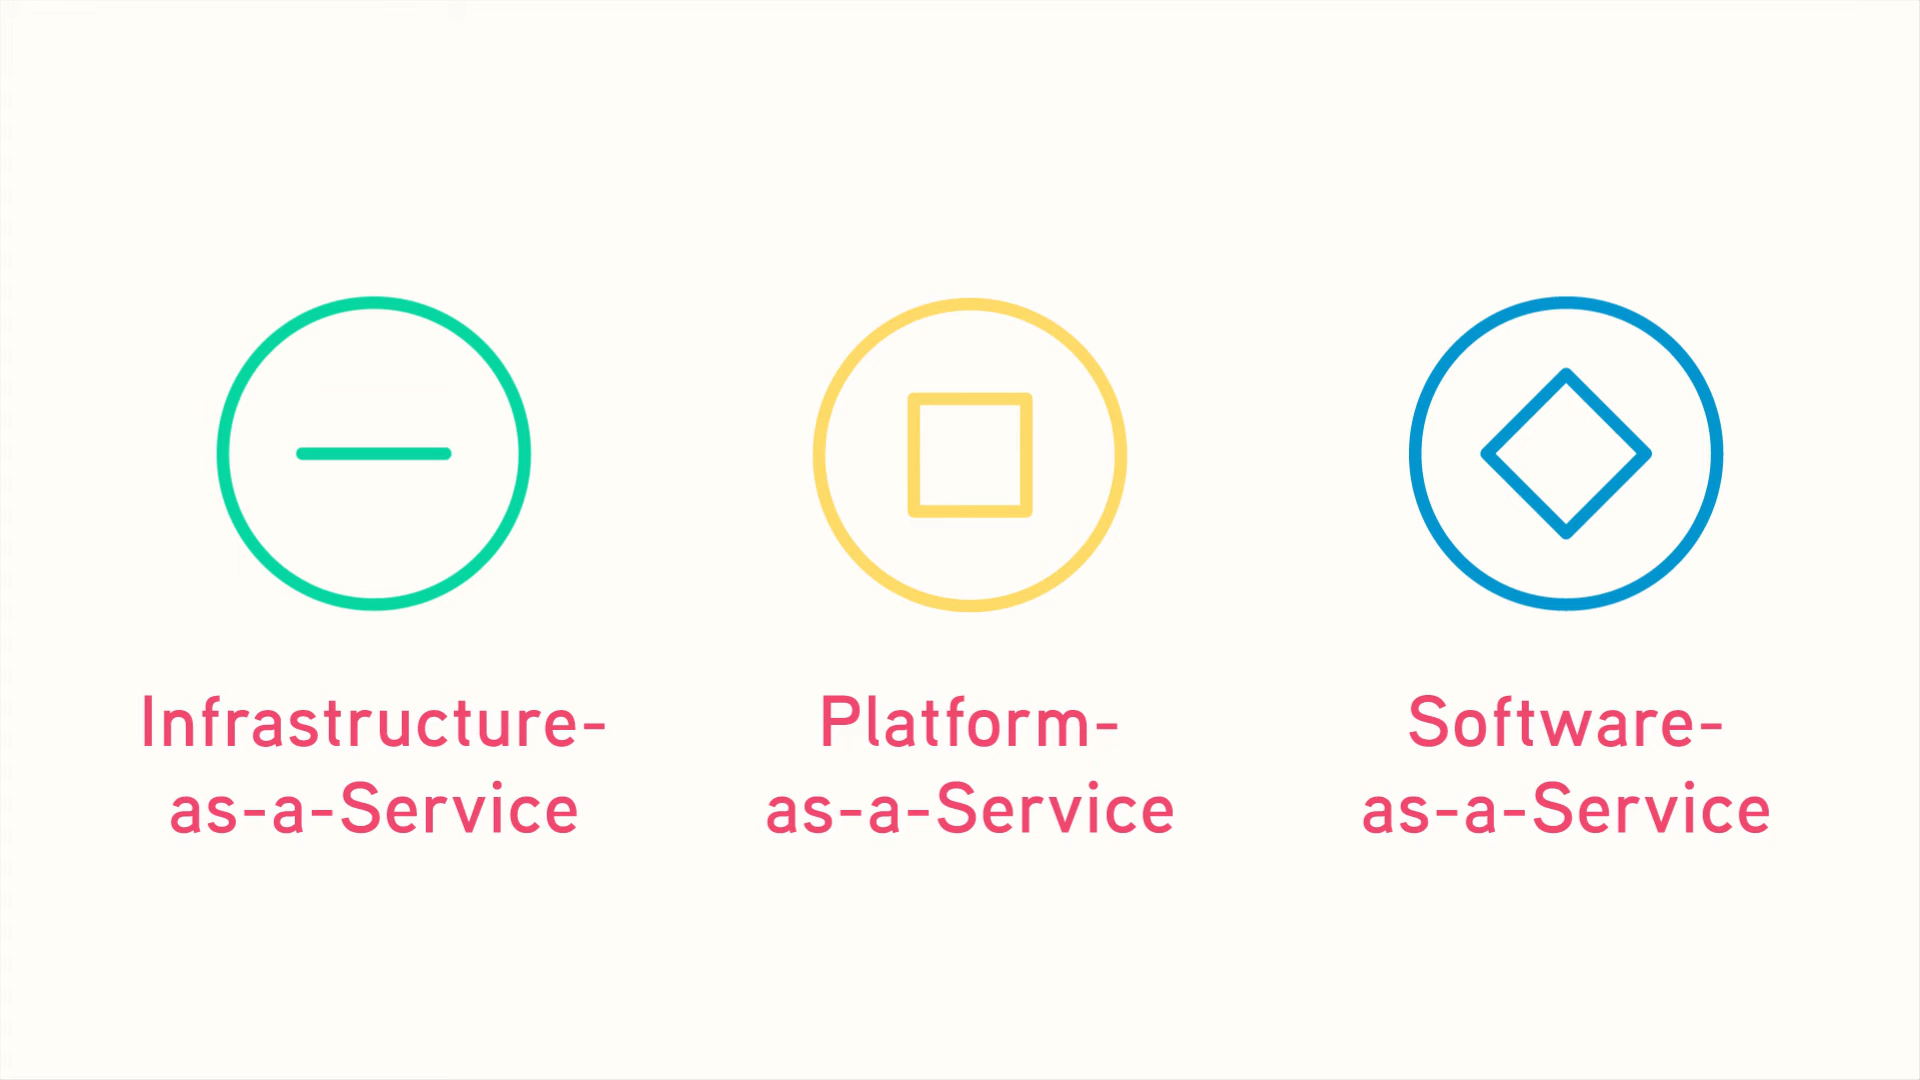 Infrastructure-
as-a-Service
Platform-
as-a-Service
Software-
as-a-Service